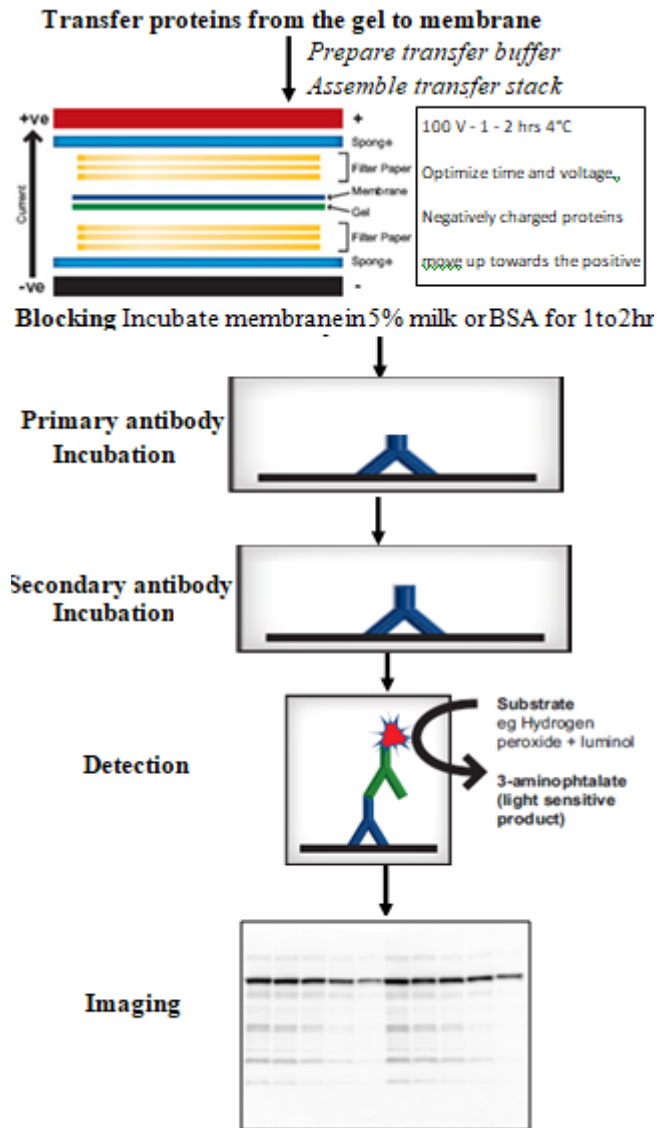 Transfer proteins from the gel to membrane
Prepare transfer buffer
Assemble transfer stack
+ve
+
Sponge
Filter Paper
Membrane
Gel
Filter Paper
Sponge
-ve
-
Current
100 V - 1 - 2 hrs 4°C
Optimize time and voltage
Negatively charged proteins
move up towards the positive
Blocking Incubate membrane in 5% milk or BSA for 1 to 2hr
Primary antibody
Incubation
Secondary antibody
Incubation
Detection
Substrate
eg Hydrogen
peroxide + luminol
3-aminophtalate
(light sensitive
product)
Imaging